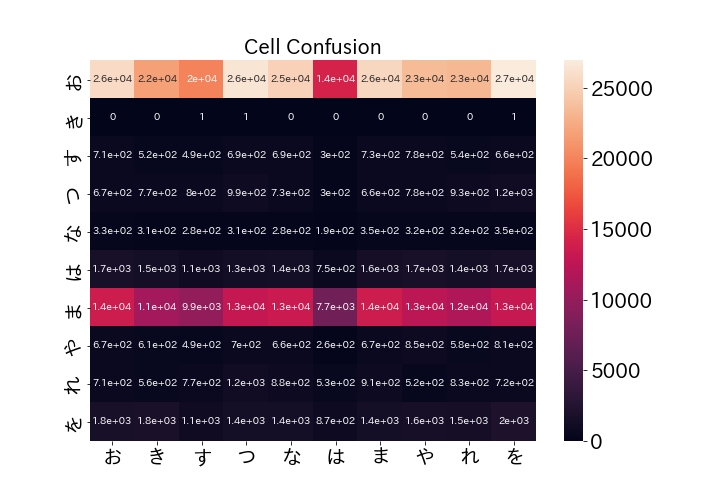 Cell Confusion
お 2.6e+04 2.2e+04 2e+04 2.6e+04 2.5e+04 1.4e+04 2.6e+04 2.3e+04 2.3e+04 2.7e+04
き 0 0 1 1 0 0 0 0 0 1
す 7.1e+02 5.2e+02 4.9e+02 6.9e+02 6.9e+02 3e+02 7.3e+02 7.8e+02 5.4e+02 6.6e+02
つ 6.7e+02 7.7e+02 8e+02 9.9e+02 7.3e+02 3e+02 6.6e+02 7.8e+02 9.3e+02 1.2e+03
な 3.3e+02 3.1e+02 2.8e+02 3.1e+02 2.8e+02 1.9e+02 3.5e+02 3.2e+02 3.2e+02 3.5e+02
は 1.7e+03 1.5e+03 1.1e+03 1.3e+03 1.4e+03 7.5e+02 1.6e+03 1.7e+03 1.4e+03 1.7e+03
ま 1.4e+04 1.1e+04 9.9e+03 1.3e+04 1.3e+04 7.7e+03 1.4e+04 1.3e+04 1.2e+04 1.3e+04
や 6.7e+02 6.1e+02 4.9e+02 7e+02 6.6e+02 2.6e+02 6.7e+02 8.5e+02 5.8e+02 8.1e+02
れ 7.1e+02 5.6e+02 7.7e+02 1.2e+03 8.8e+02 5.3e+02 9.1e+02 5.2e+02 8.3e+02 7.2e+02
を 1.8e+03 1.8e+03 1.1e+03 1.4e+03 1.4e+03 8.7e+02 1.4e+03 1.6e+03 1.5e+03 2e+03
お き す つ な は ま や れ を
25000
20000
15000
10000
5000
0